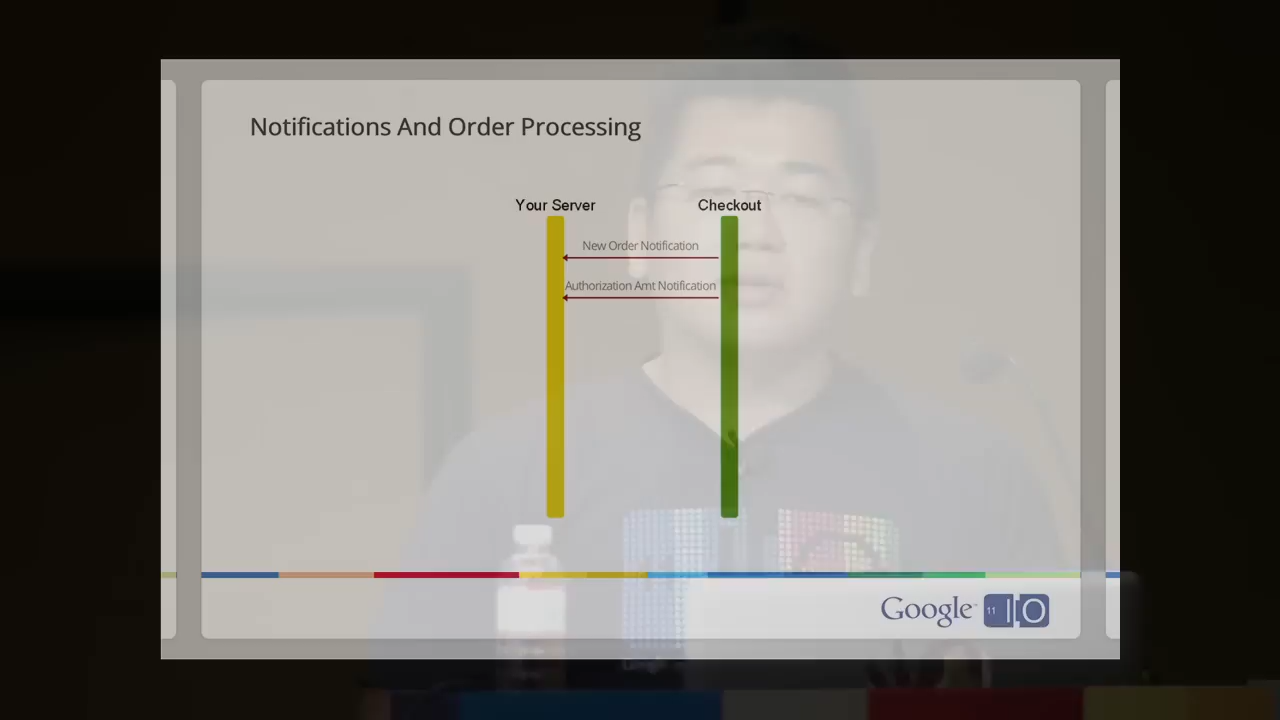 Notifications And Order Processing
Your Server
Checkout
New Order Notification
Authorization Amt Notification
Google
11 IO